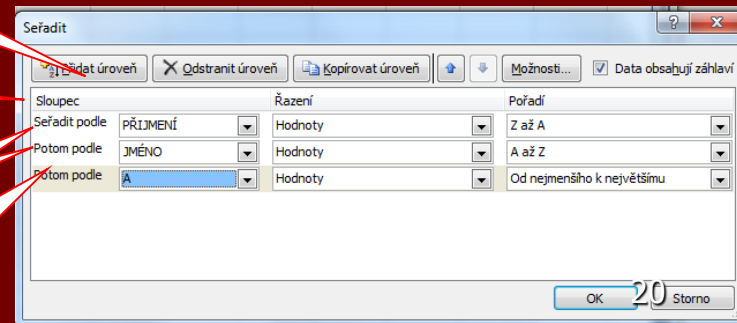 Seřadit
Přidat úroveň Odstranit úroveň Kopírovat úroveň Možnosti... Data obsahují záhlaví
Sloupec Řazení Pořadí
Seřadit podle PŘIJMENÍ Hodnoty Z až A
Potom podle JMÉNO Hodnoty A až Z
Potom podle A Hodnoty Od nejmenšího k největšímu
OK 20 Storno